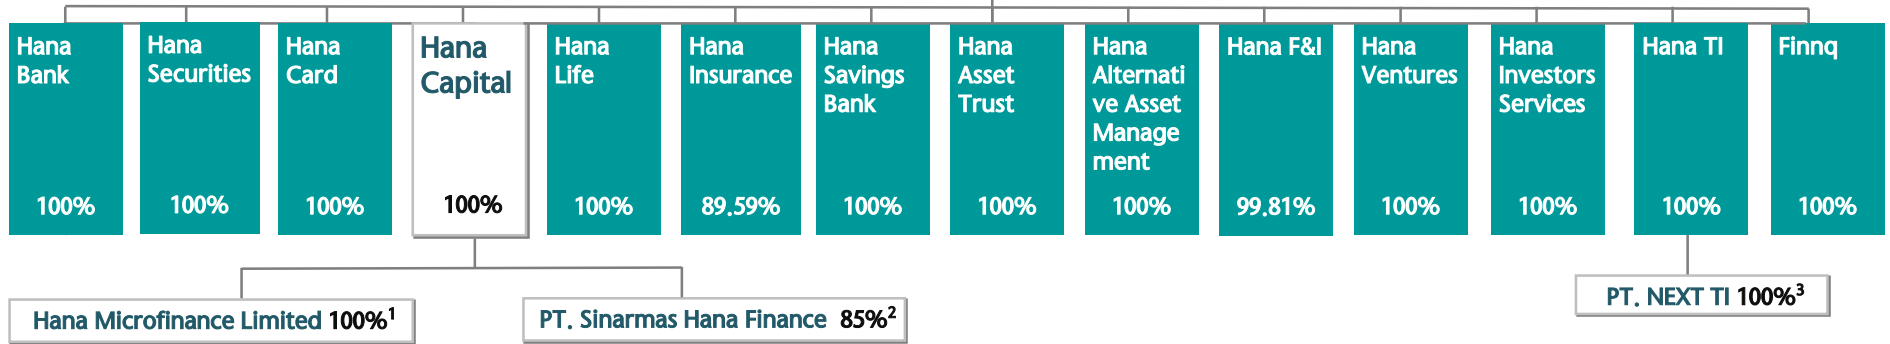 Hana
Bank
100%
Hana
Securities
100%
Hana
Card
100%
Hana
Capital
100%
Hana
Life
100%
Hana
Insurance
89.59%
Hana
Savings
Bank
100%
Hana
Asset
Trust
100%
Hana
Alternati
ve Asset
Manage
ment
100%
Hana F&I
99.81%
Hana
Ventures
100%
Hana
Investors
Services
100%
Hana TI
100%
Finnq
100%
Hana Microfinance Limited 100%¹
PT. Sinarmas Hana Finance 85%²
PT. NEXT TI 100%³